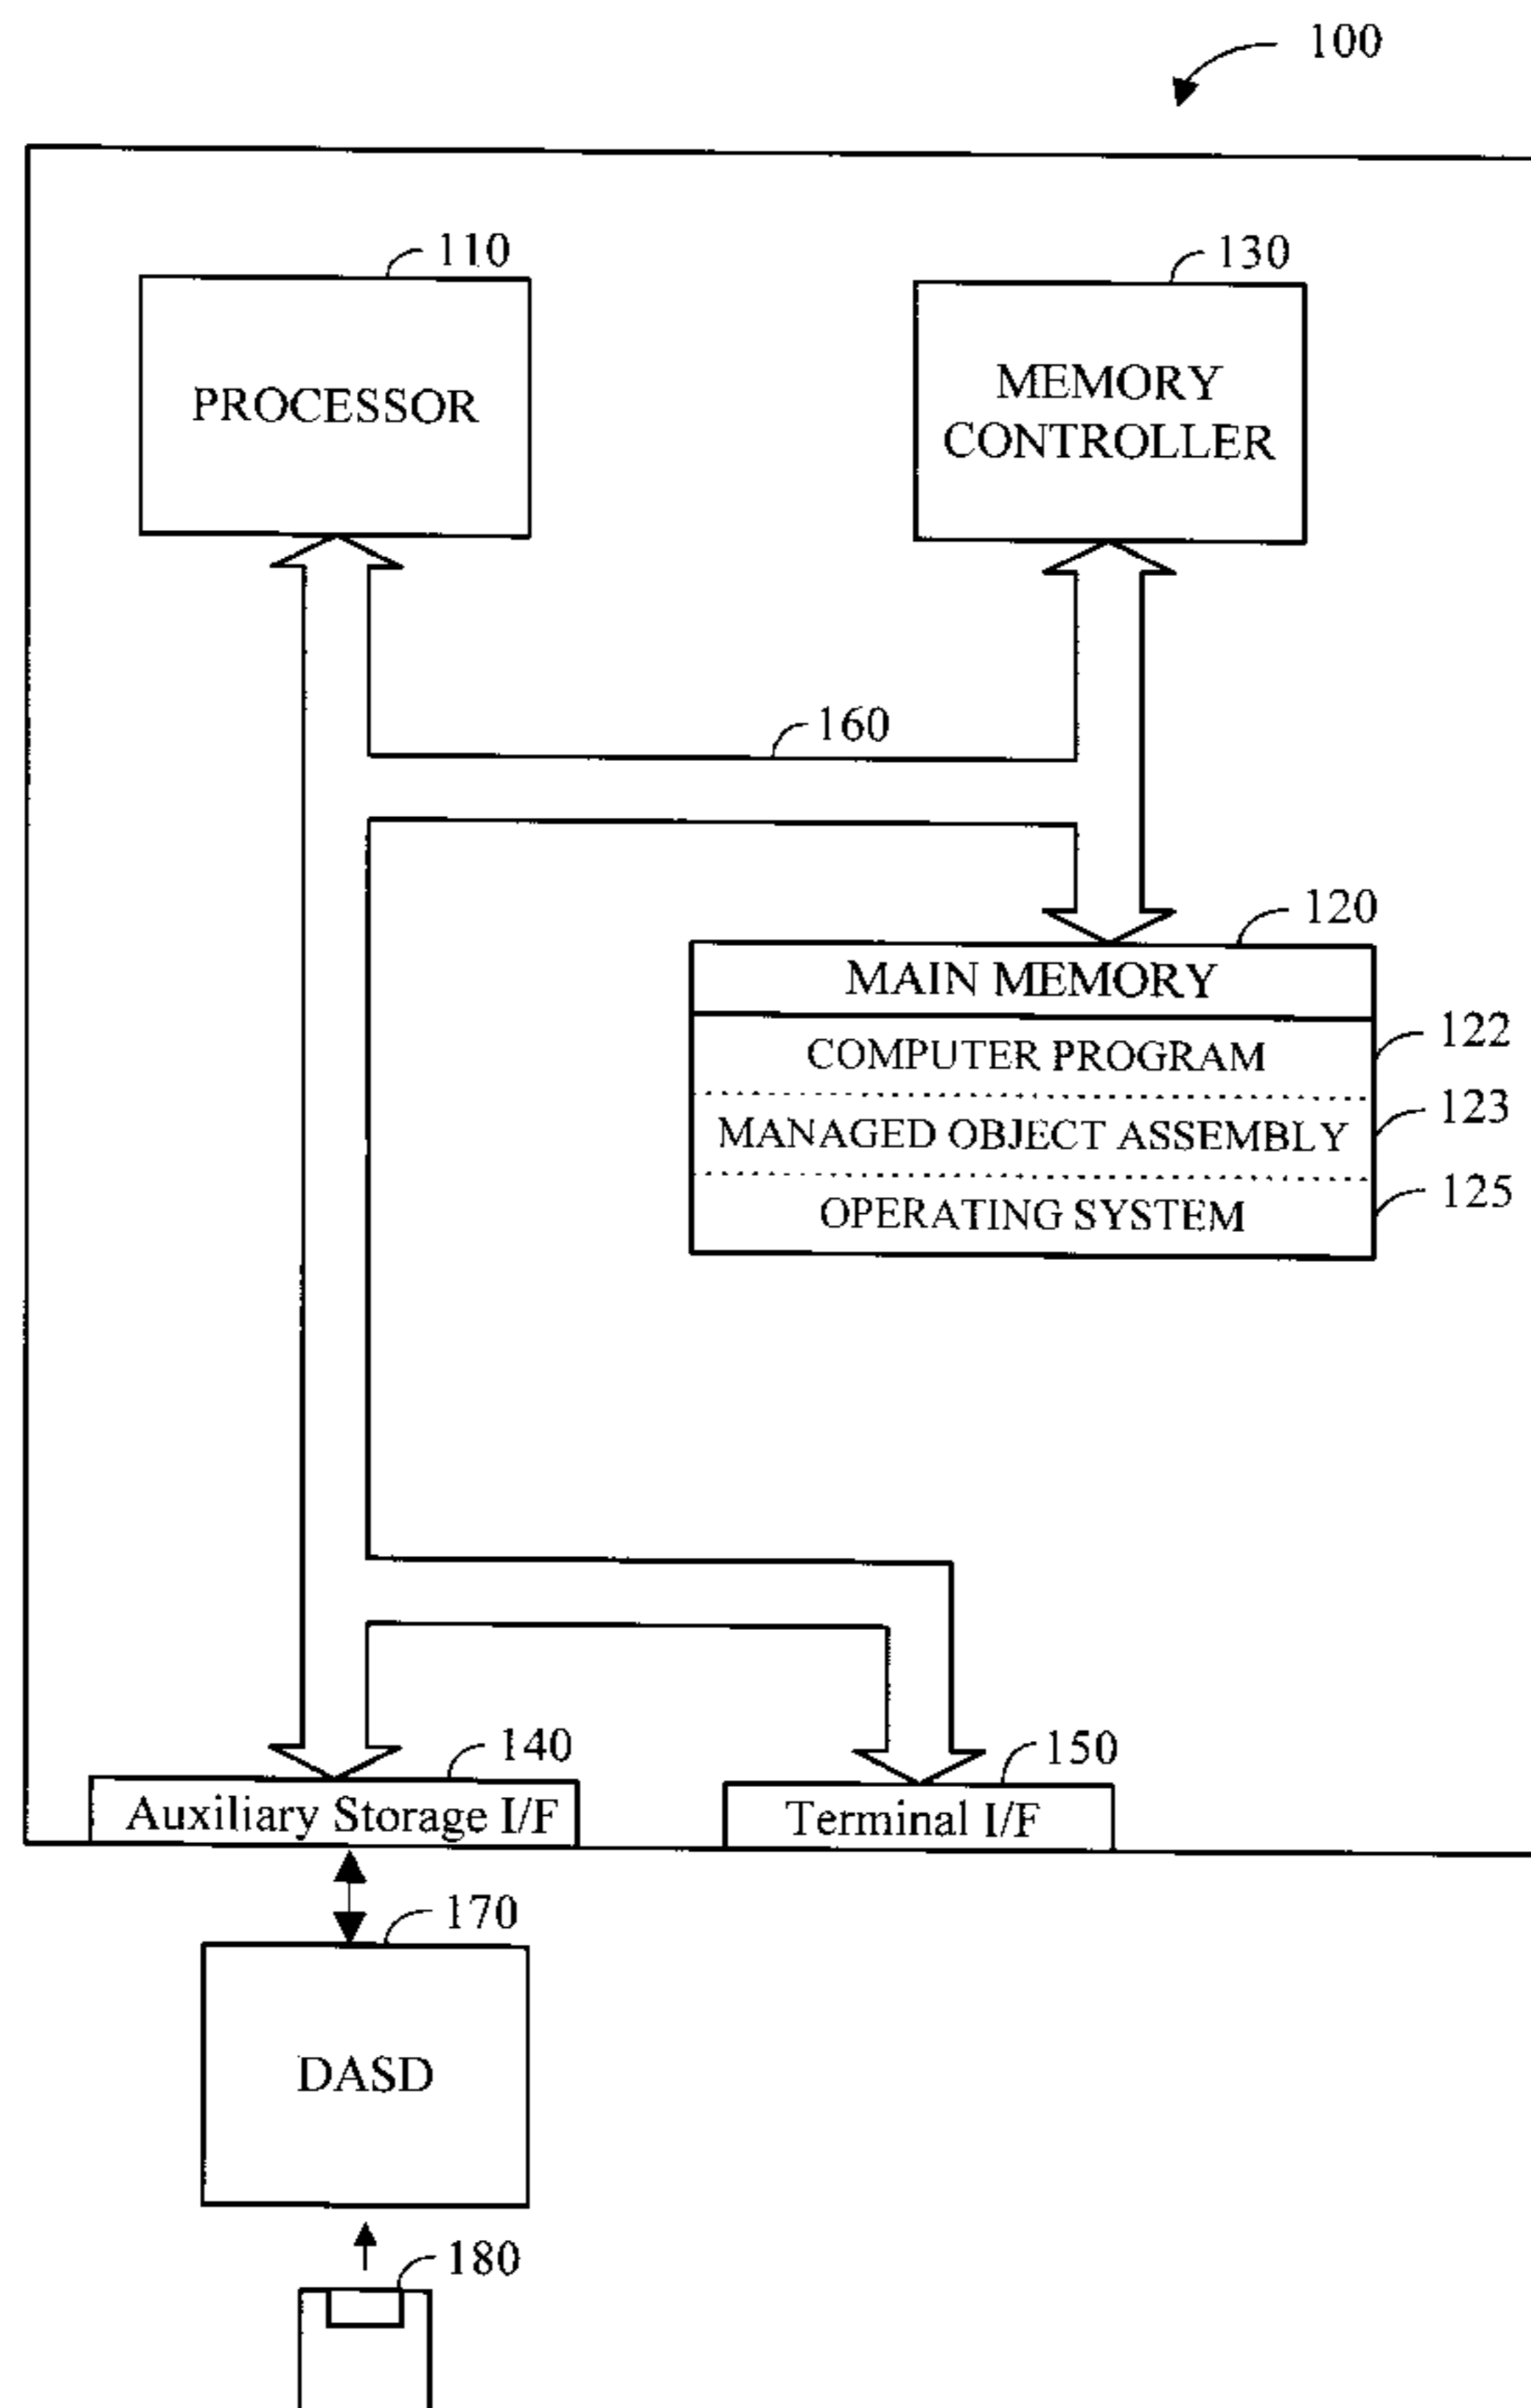 100
110
130
PROCESSOR
MEMORY
CONTROLLER
160
120
MAIN MEMORY
COMPUTER PROGRAM
122
MANAGED OBJECT ASSEMBLY
123
OPERATING SYSTEM
125
140
150
Auxiliary Storage I/F
Terminal I/F
170
DASD
180